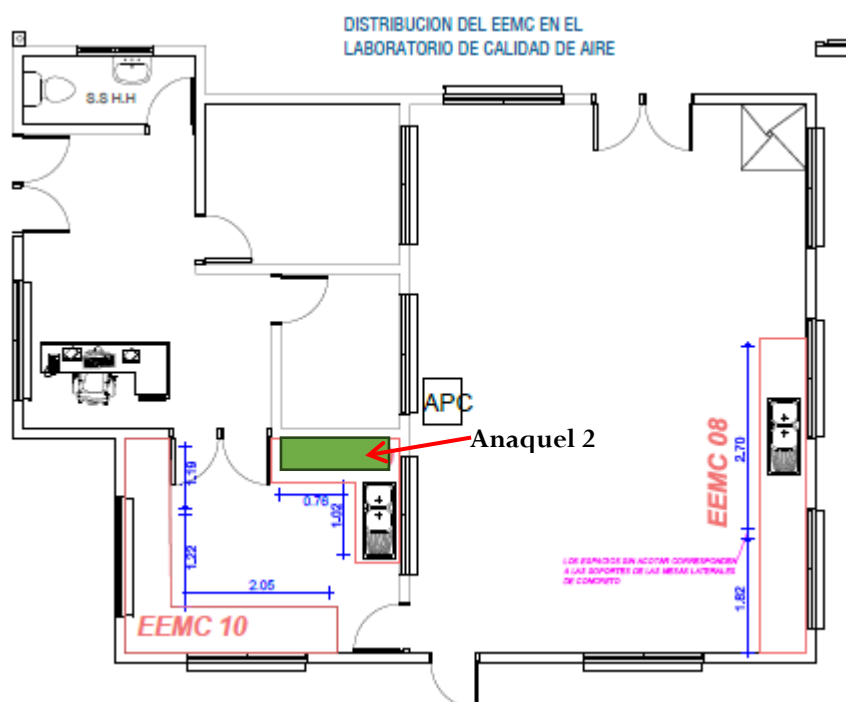 DISTRIBUCION DEL EEMC EN EL
LABORATORIO DE CALIDAD DE AIRE
S.S H.H
APC
Anaquel 2
EEMC 08
2.70
1.19
0.76
1.02
1.22
2.05
LOS ESPACIOS SIN ACOTAR CORRESPONDEN
A LAS SOPORTES DE LAS MESAS LATERALES
DE CONCRETO
1.82
EEMC 10